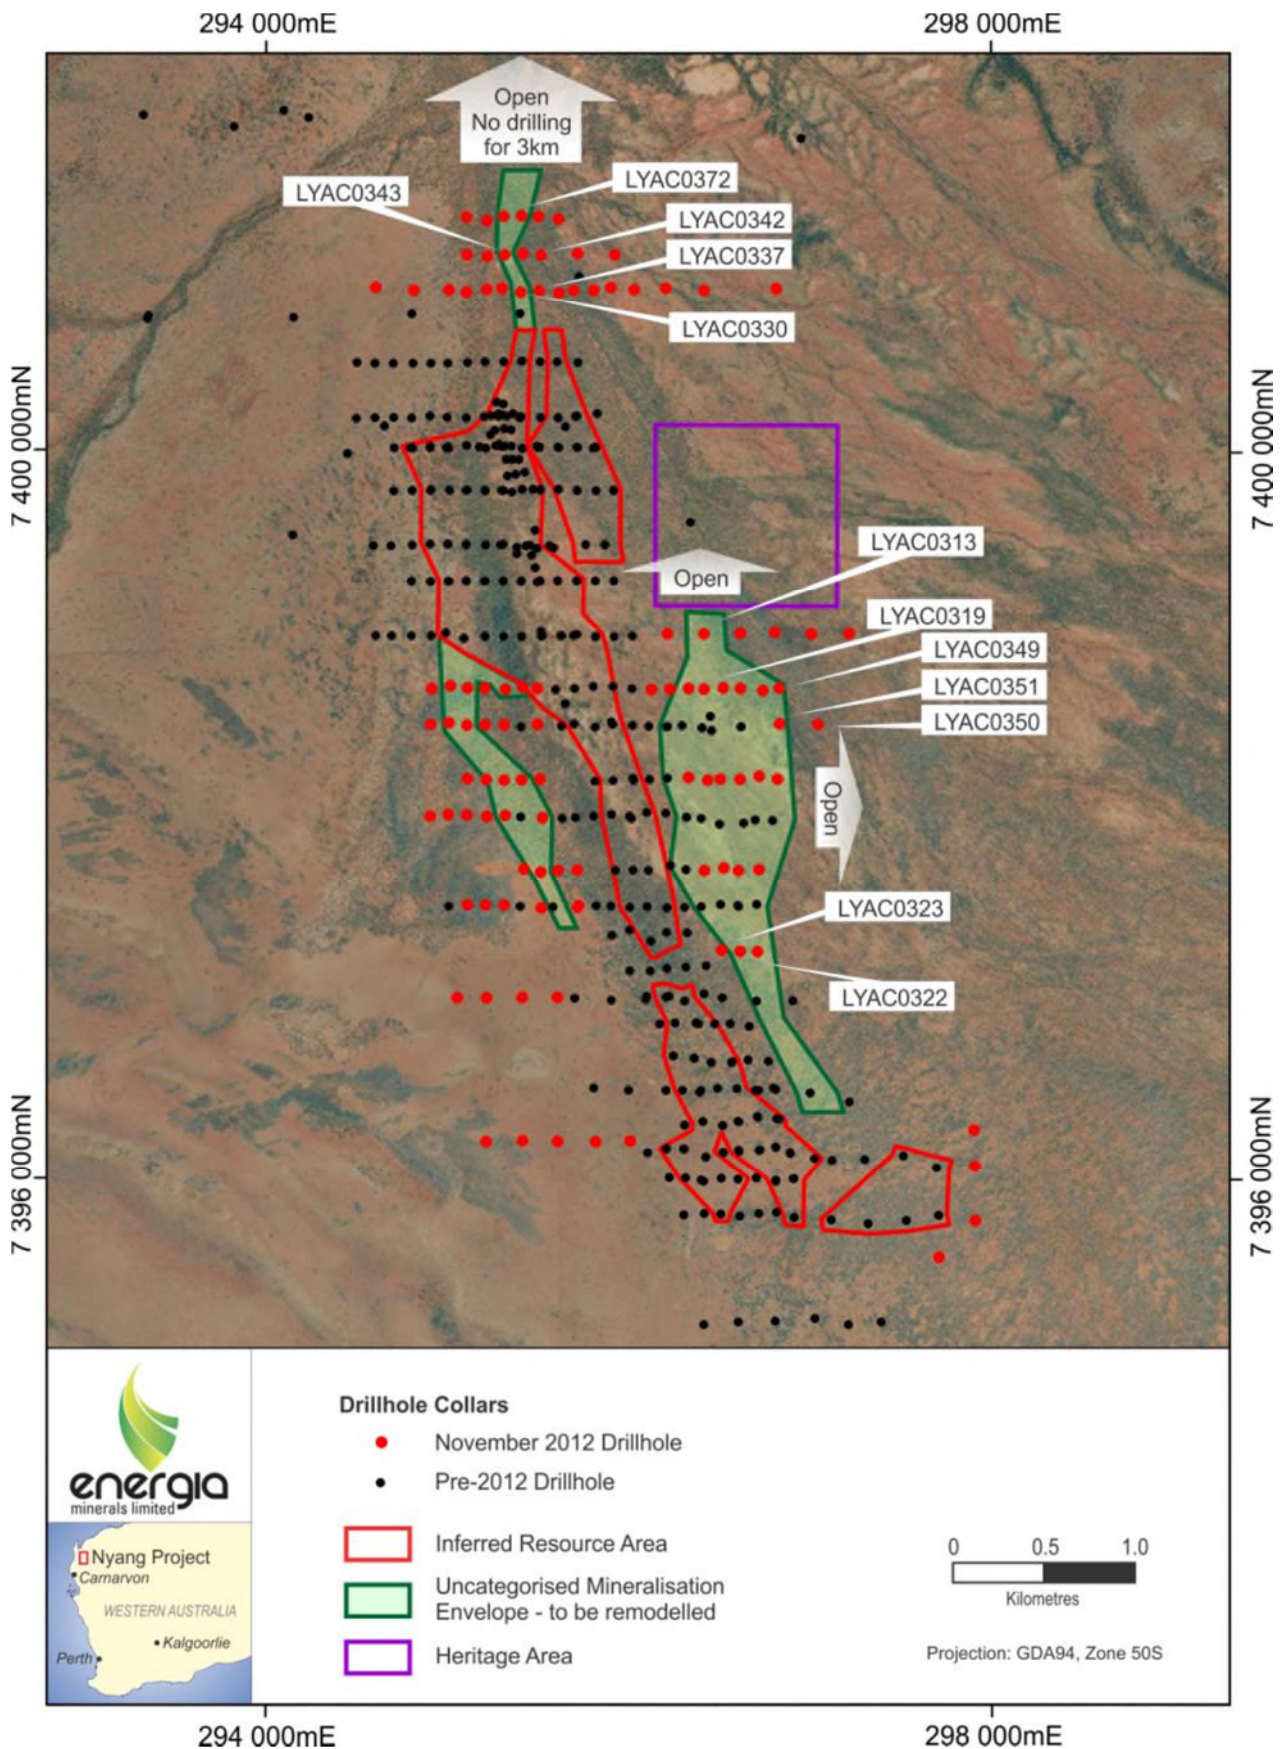 294 000mE
298 000mE
Open
No drilling
for 3km
LYAC0372
LYAC0343
LYAC0342
LYAC0337
LYAC0330
7 400 000mN
7 400 000mN
LYAC0313
Open
LYAC0319
LYAC0349
LYAC0351
LYAC0350
Open
LYAC0323
LYAC0322
7 396 000mN
7 396 000mN
energia
minerals limited
Nyang Project
Carnarvon
WESTERN AUSTRALIA
Kalgoorlie
Perth
Drillhole Collars
November 2012 Drillhole
Pre-2012 Drillhole
Inferred Resource Area
Uncategorised Mineralisation
Envelope - to be remodelled
Heritage Area
0 0.5 1.0
Kilometres
Projection: GDA94, Zone 50S
294 000mE
298 000mE